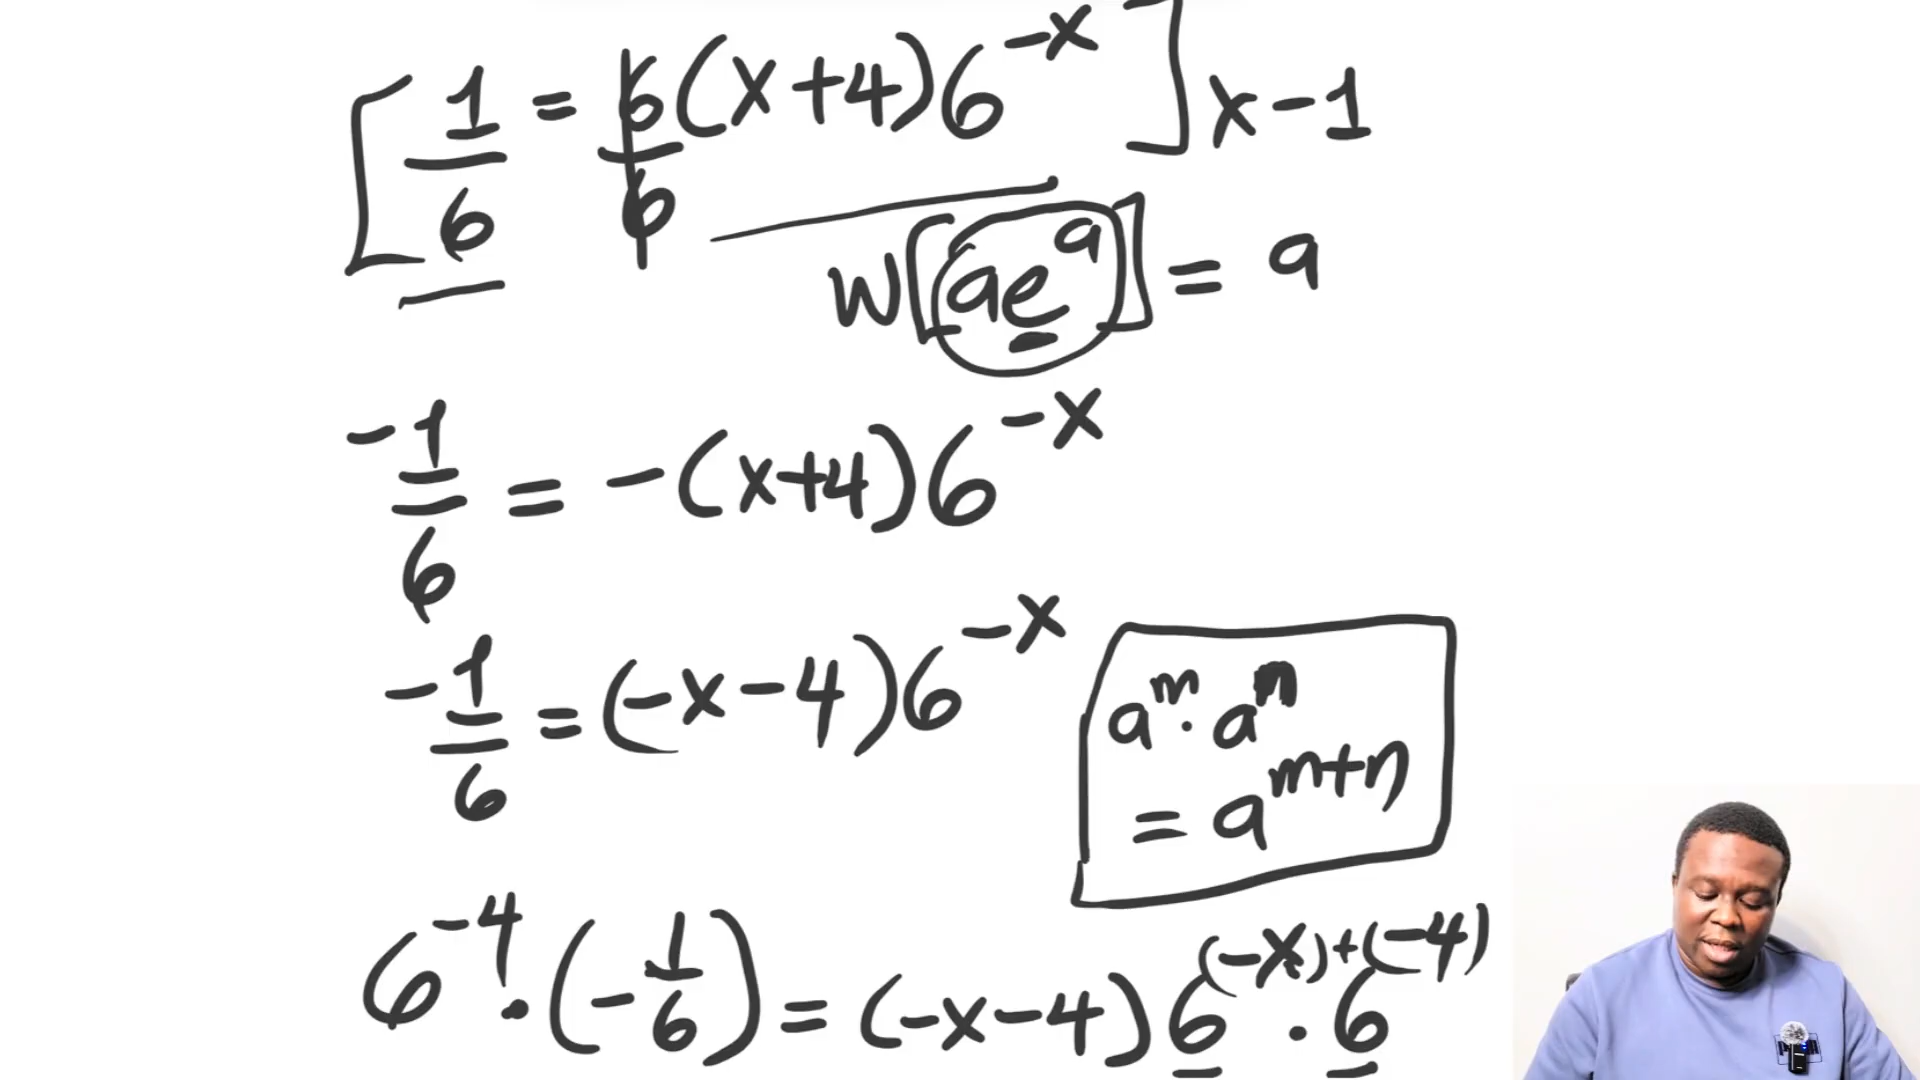 [1/6 = 6(x+4)6^-x/6] x-1
W[ae^a] = a
-1/6 = -(x+4)6^-x
-1/6 = (-x-4)6^-x
a^m · a^n
= a^m+n
6^-4 · (-1/6) = (-x-4)6^(-x)+(-4) · 6